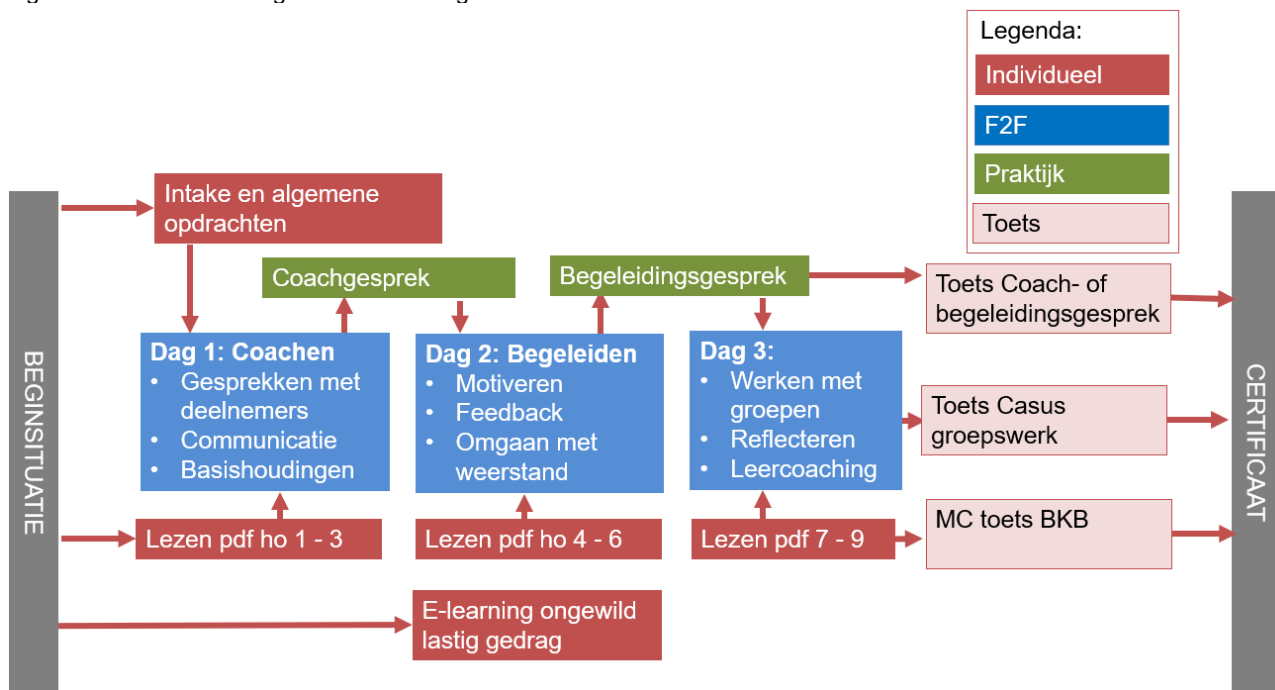 Legenda:
Individueel
F2F
Praktijk
Toets
BEGINSITUATIE
Intake en algemene
opdrachten
Coachgesprek
Begeleidingsgesprek
Toets Coach- of
begeleidingsgesprek
Dag 1: Coachen
• Gesprekken met
deelnemers
• Communicatie
• Basishoudingen
Dag 2: Begeleiden
• Motiveren
• Feedback
• Omgaan met
weerstand
Dag 3:
• Werken met
groepen
• Reflecteren
• Leercoaching
Toets Casus
groepswerk
Lezen pdf ho 1 - 3
Lezen pdf ho 4 - 6
Lezen pdf 7 - 9
MC toets BKB
E-learning ongewild
lastig gedrag
CERTIFICAAT